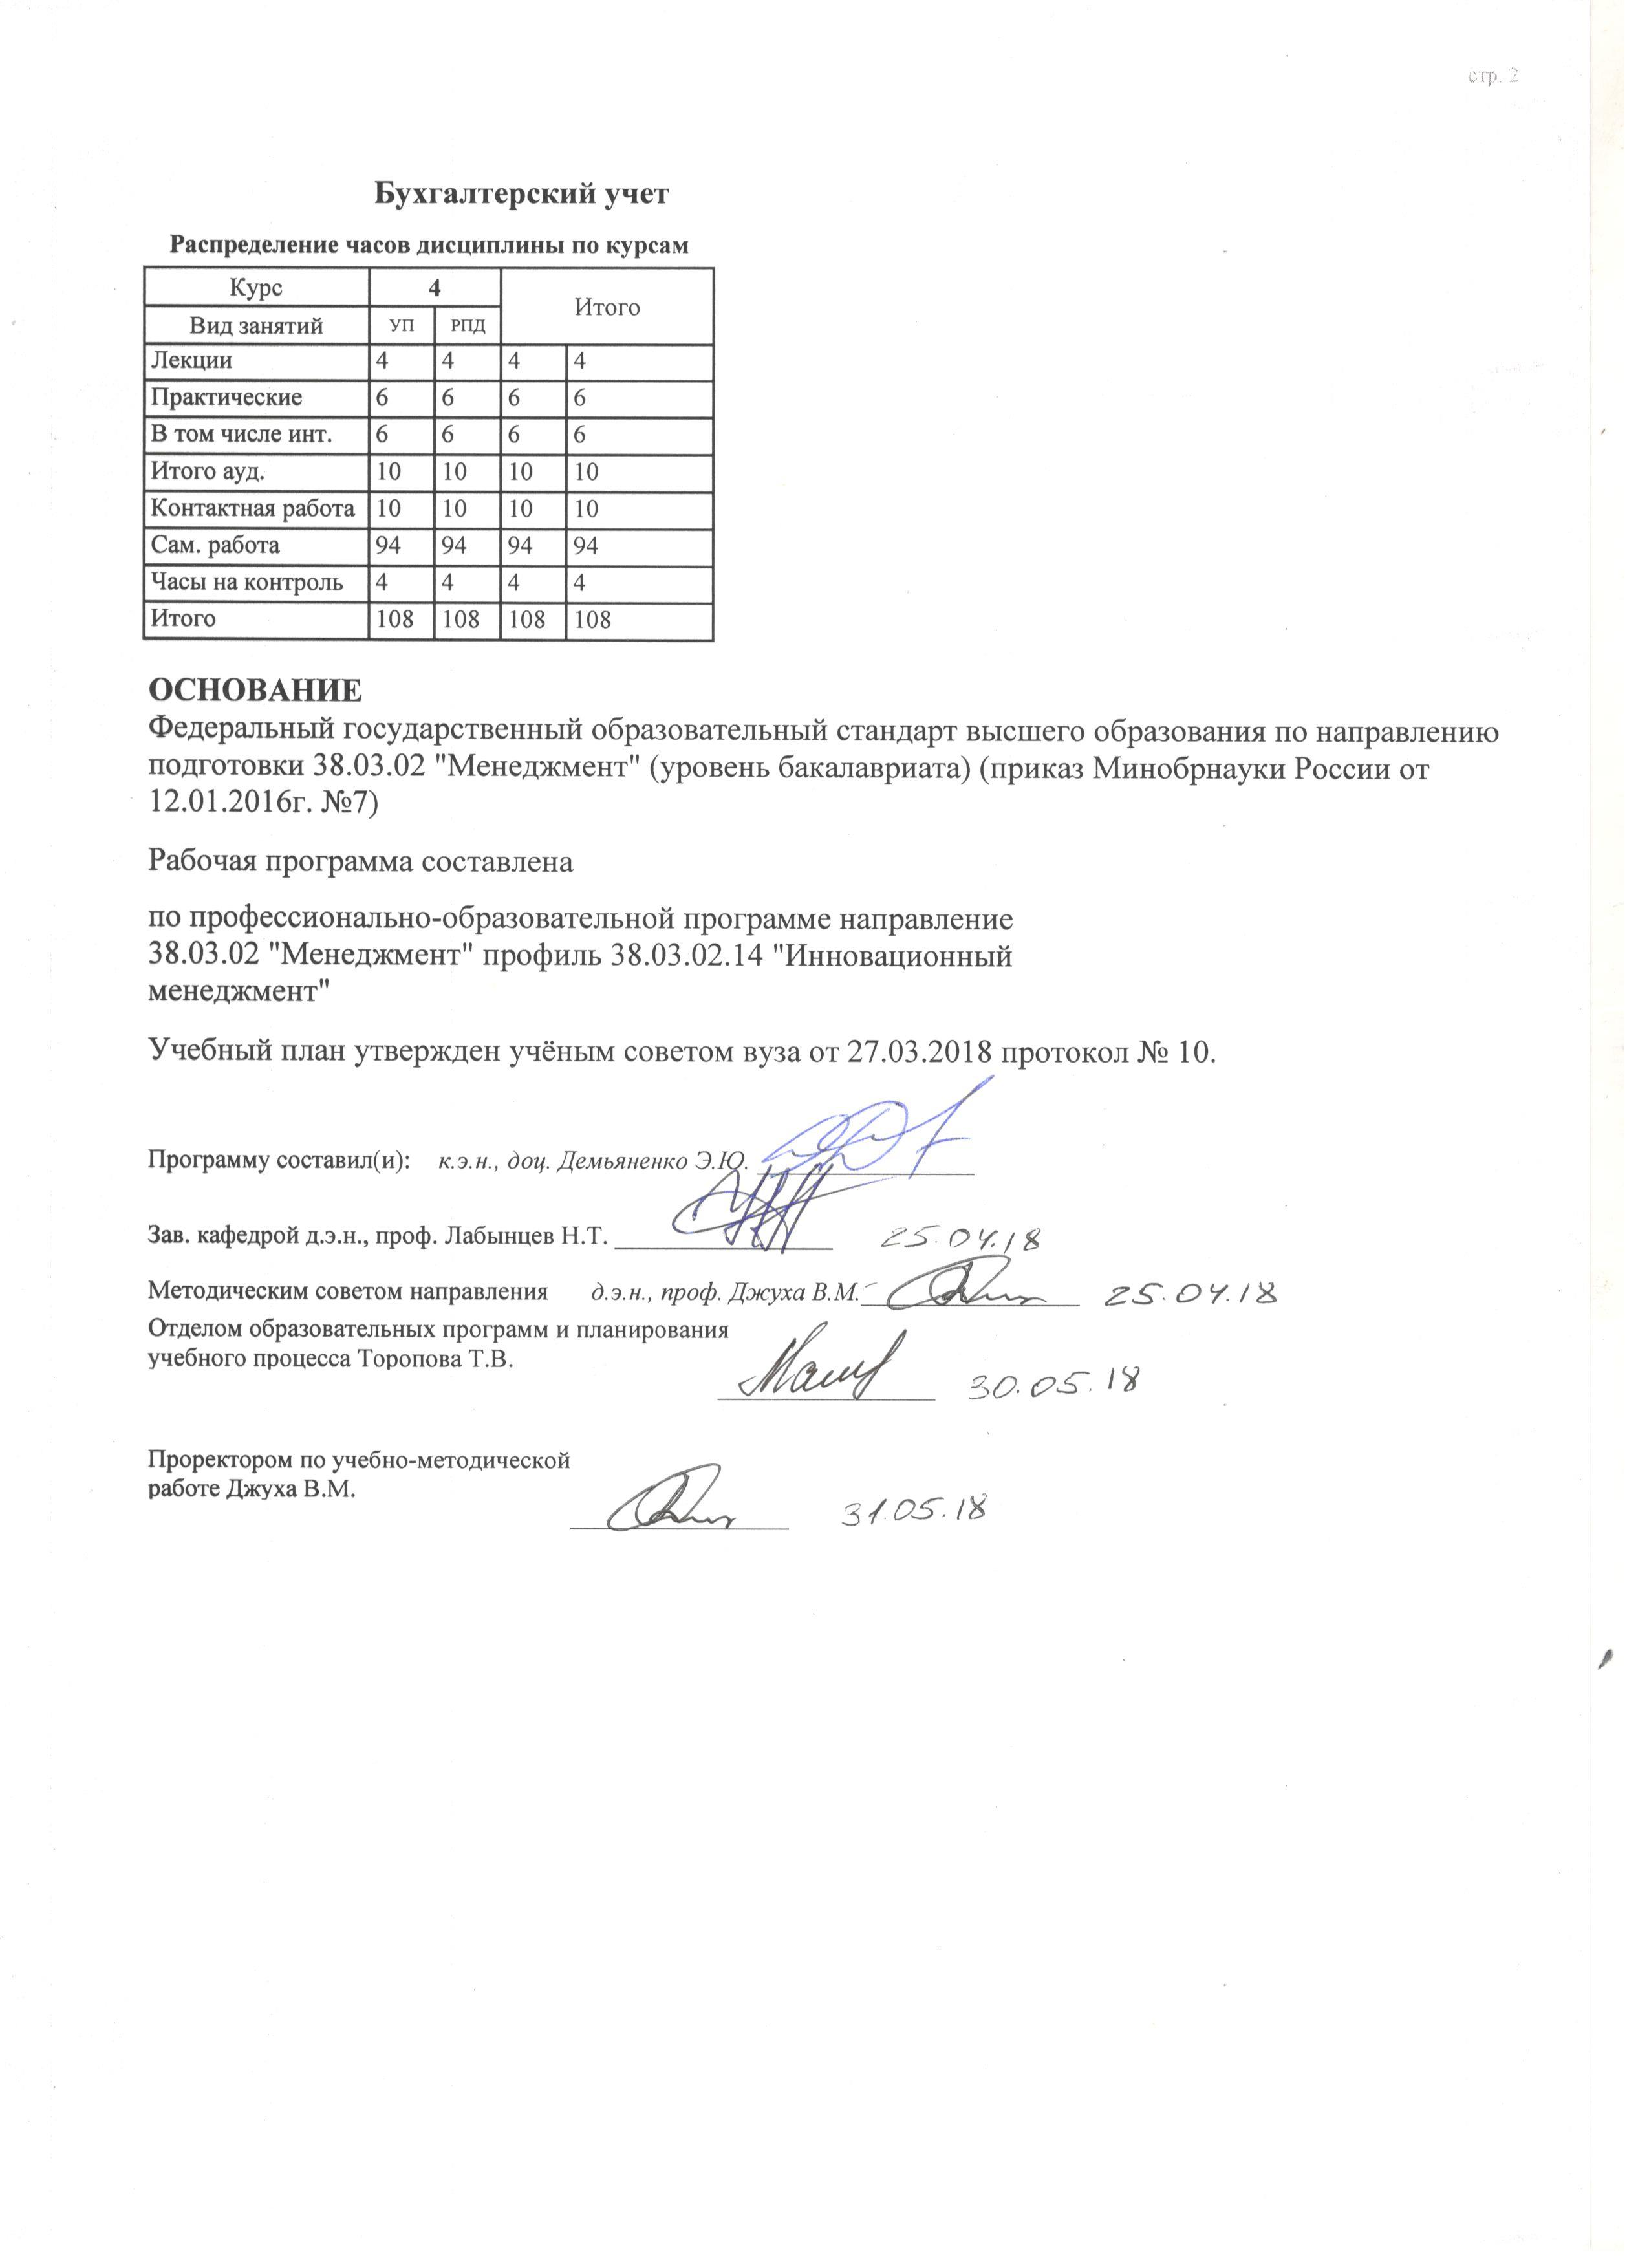 стр. 2
Бухгалтерский учет
Распределение часов дисциплины по курсам
Курс 4 Итого
Вид занятий УП РПД
Лекции 4 4 4 4
Практические 6 6 6 6
В том числе инт. 6 6 6 6
Итого ауд. 10 10 10 10
Контактная работа 10 10 10 10
Сам. работа 94 94 94 94
Часы на контроль 4 4 4 4
Итого 108 108 108 108
ОСНОВАНИЕ
Федеральный государственный образовательный стандарт высшего образования по направлению
подготовки 38.03.02 "Менеджмент" (уровень бакалавриата) (приказ Минобрнауки России от
12.01.2016г. №7)
Рабочая программа составлена
по профессионально-образовательной программе направление
38.03.02 "Менеджмент" профиль 38.03.02.14 "Инновационный
менеджмент"
Учебный план утвержден учёным советом вуза от 27.03.2018 протокол № 10.
Программу составил(и): к.э.н., доц. Демьяненко Э.Ю.
Зав. кафедрой д.э.н., проф. Лабынцев Н.Т. 25.04.18
Методическим советом направления д.э.н., проф. Джуха В.М. 25.04.18
Отделом образовательных программ и планирования
учебного процесса Торопова Т.В.
30.05.18
Проректором по учебно-методической
работе Джуха В.М.
31.05.18